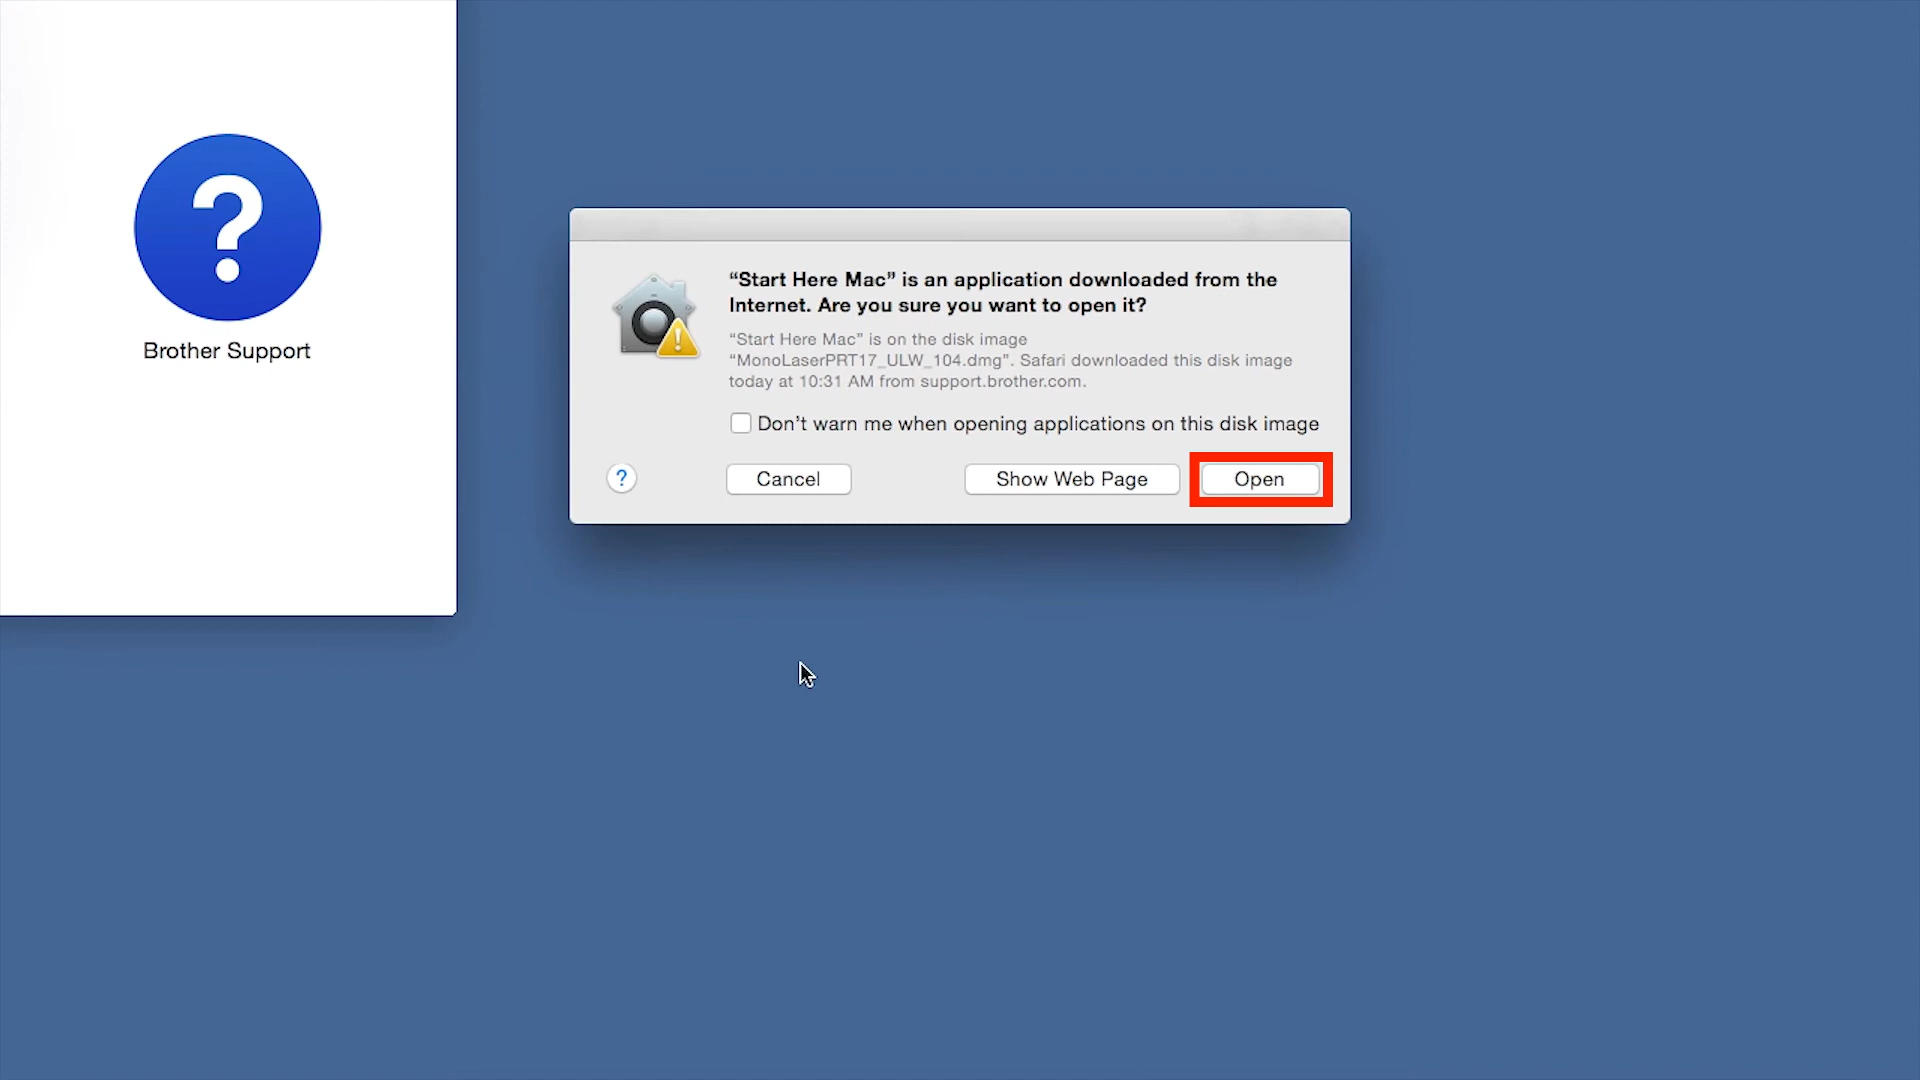 Brother Support
“Start Here Mac” is an application downloaded from the
Internet. Are you sure you want to open it?
“Start Here Mac” is on the disk image
“MonoLaserPRT17_ULW_104.dmg”. Safari downloaded this disk image
today at 10:31 AM from support.brother.com.
Don’t warn me when opening applications on this disk image
? Cancel Show Web Page Open